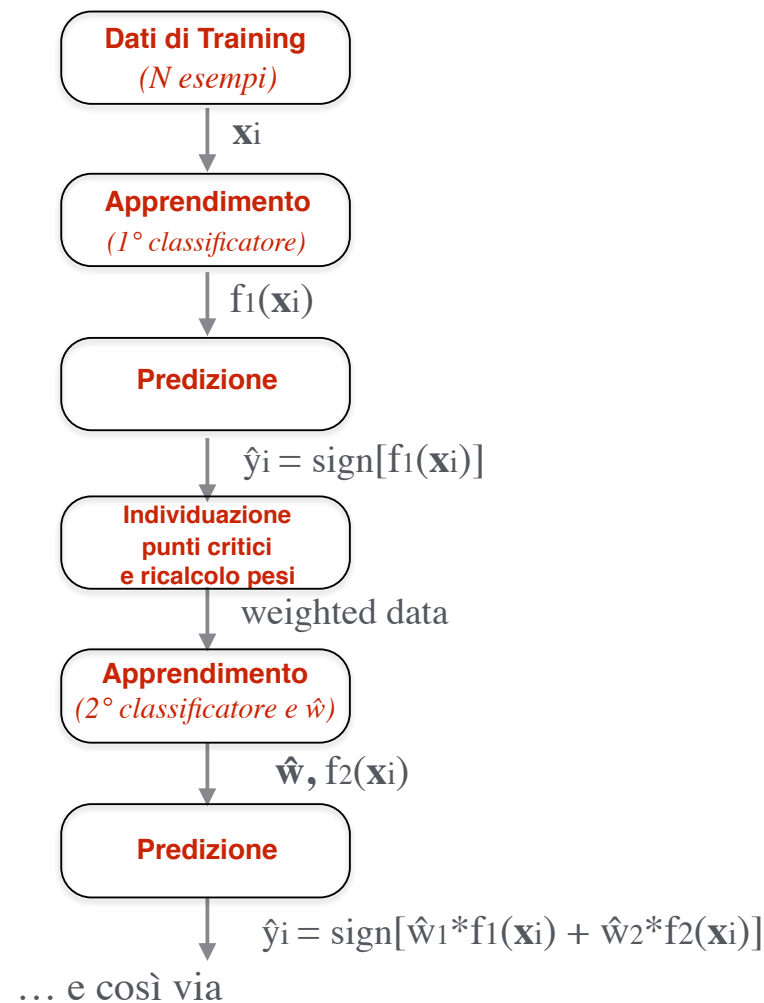 Dati di Training
(N esempi)
xi
Apprendimento
(1° classificatore)
f1(xi)
Predizione
ŷi = sign[f1(xi)]
Individuazione
punti critici
e ricalcolo pesi
weighted data
Apprendimento
(2° classificatore e ŵ)
ŵ, f2(xi)
Predizione
ŷi = sign[ŵ1*f1(xi) + ŵ2*f2(xi)]
… e così via